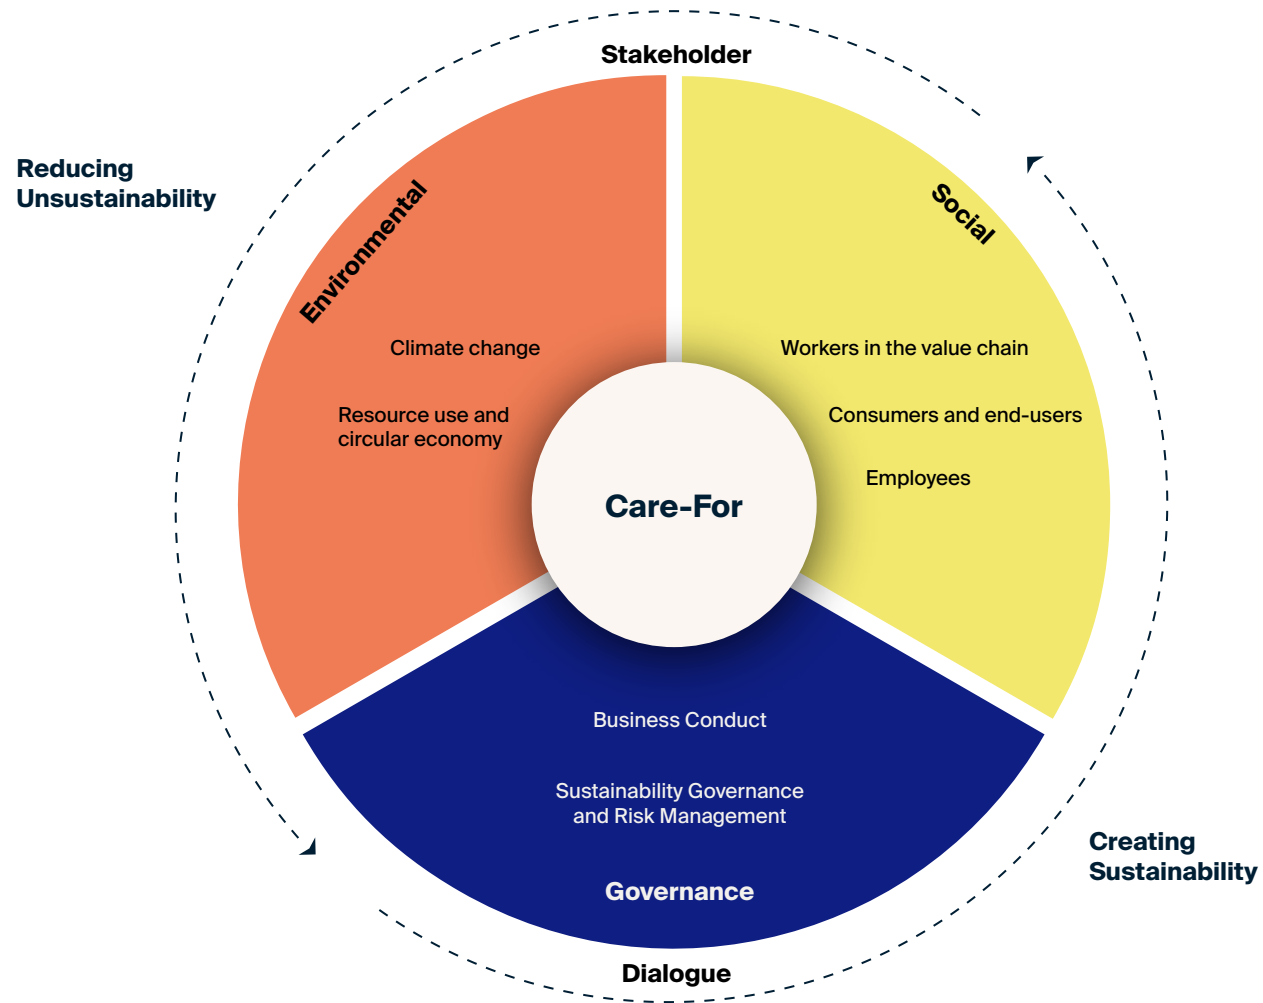 Stakeholder
Reducing
Unsustainability
Environmental
Social
Climate change
Workers in the value chain
Resource use and
circular economy
Consumers and end-users
Employees
Care-For
Business Conduct
Sustainability Governance
and Risk Management
Creating
Sustainability
Governance
Dialogue